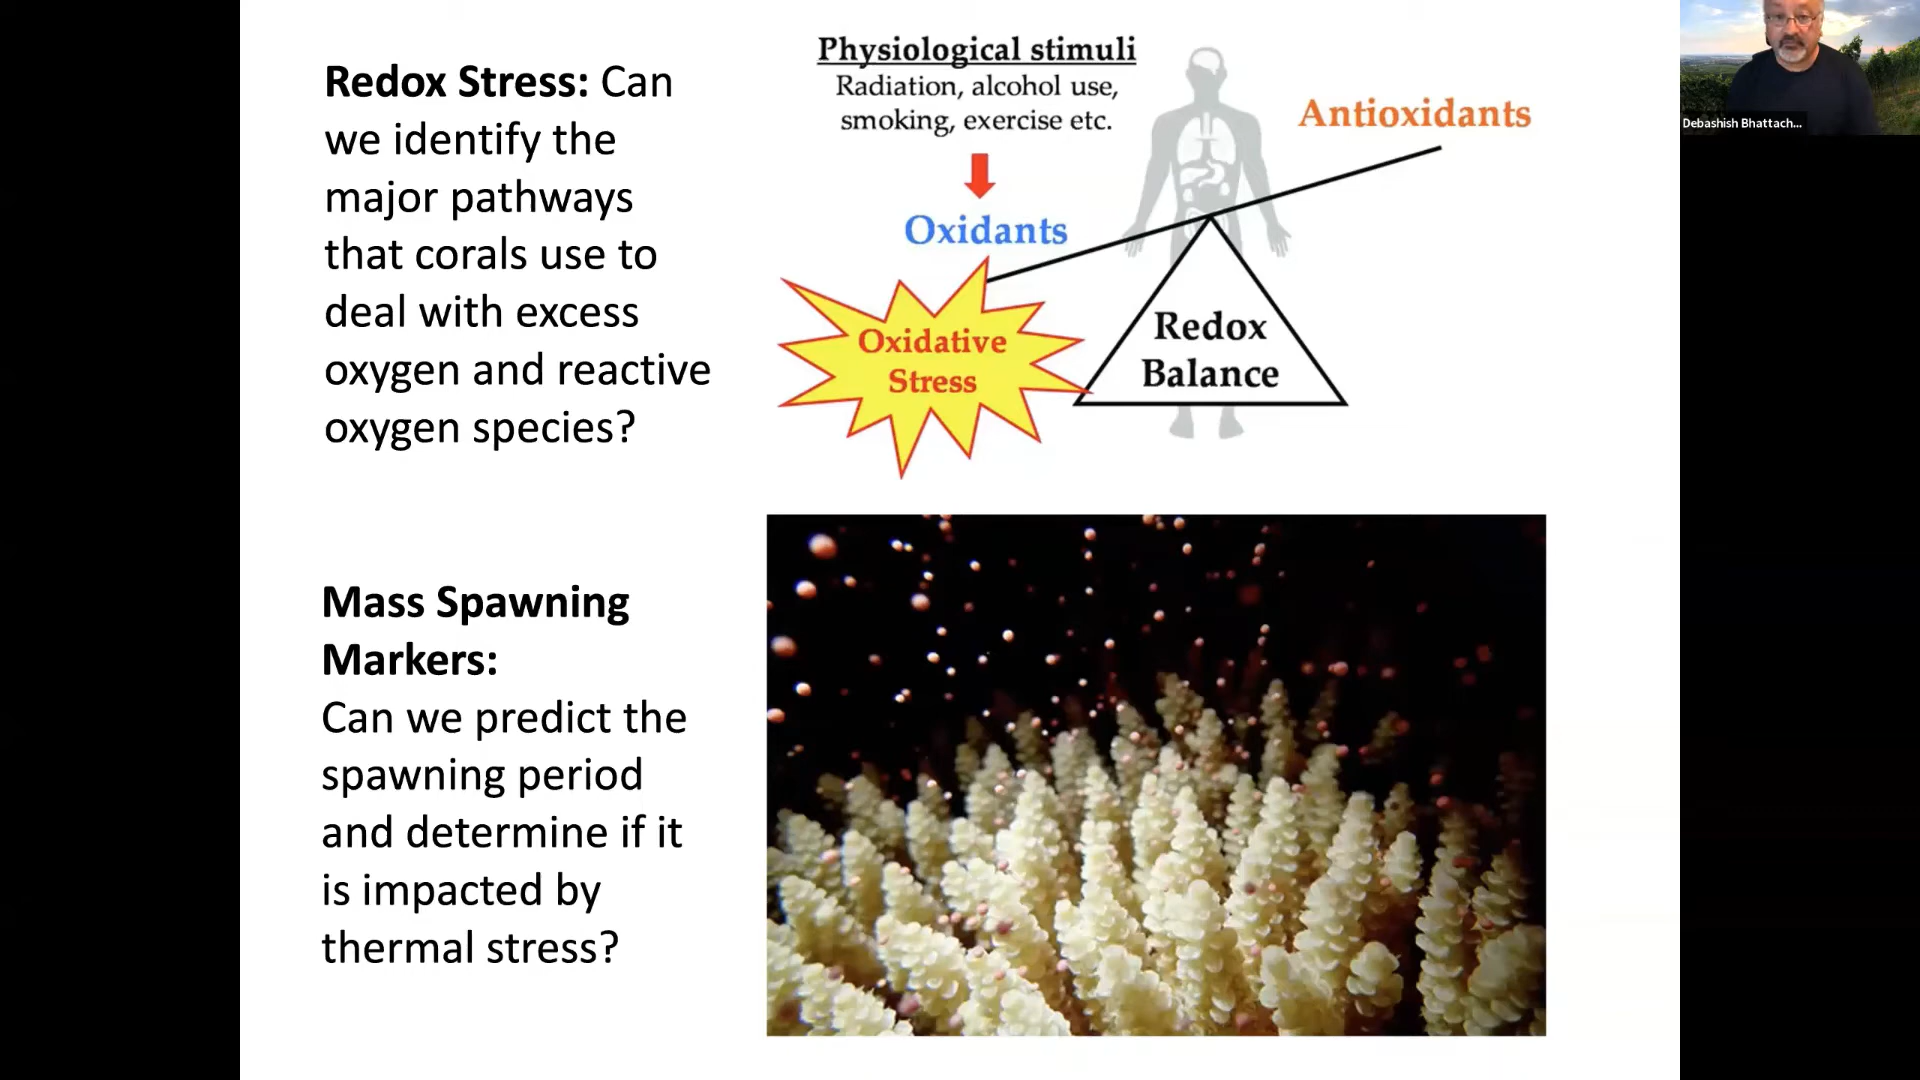 Redox Stress: Can
we identify the
major pathways
that corals use to
deal with excess
oxygen and reactive
oxygen species?
Physiological stimuli
Radiation, alcohol use,
smoking, exercise etc.
Antioxidants
Oxidants
Oxidative
Stress
Redox
Balance
Mass Spawning
Markers:
Can we predict the
spawning period
and determine if it
is impacted by
thermal stress?
Debashish Bhattach...